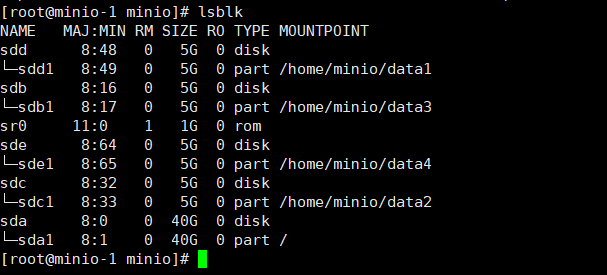 [root@minio-1 minio]# lsblk
NAME   MAJ:MIN RM SIZE RO TYPE MOUNTPOINT
sdd      8:48   0   5G  0 disk
└─sdd1   8:49   0   5G  0 part /home/minio/data1
sdb      8:16   0   5G  0 disk
└─sdb1   8:17   0   5G  0 part /home/minio/data3
sr0     11:0    1   1G  0 rom
sde      8:64   0   5G  0 disk
└─sde1   8:65   0   5G  0 part /home/minio/data4
sdc      8:32   0   5G  0 disk
└─sdc1   8:33   0   5G  0 part /home/minio/data2
sda      8:0    0  40G  0 disk
└─sda1   8:1    0  40G  0 part /
[root@minio-1 minio]#